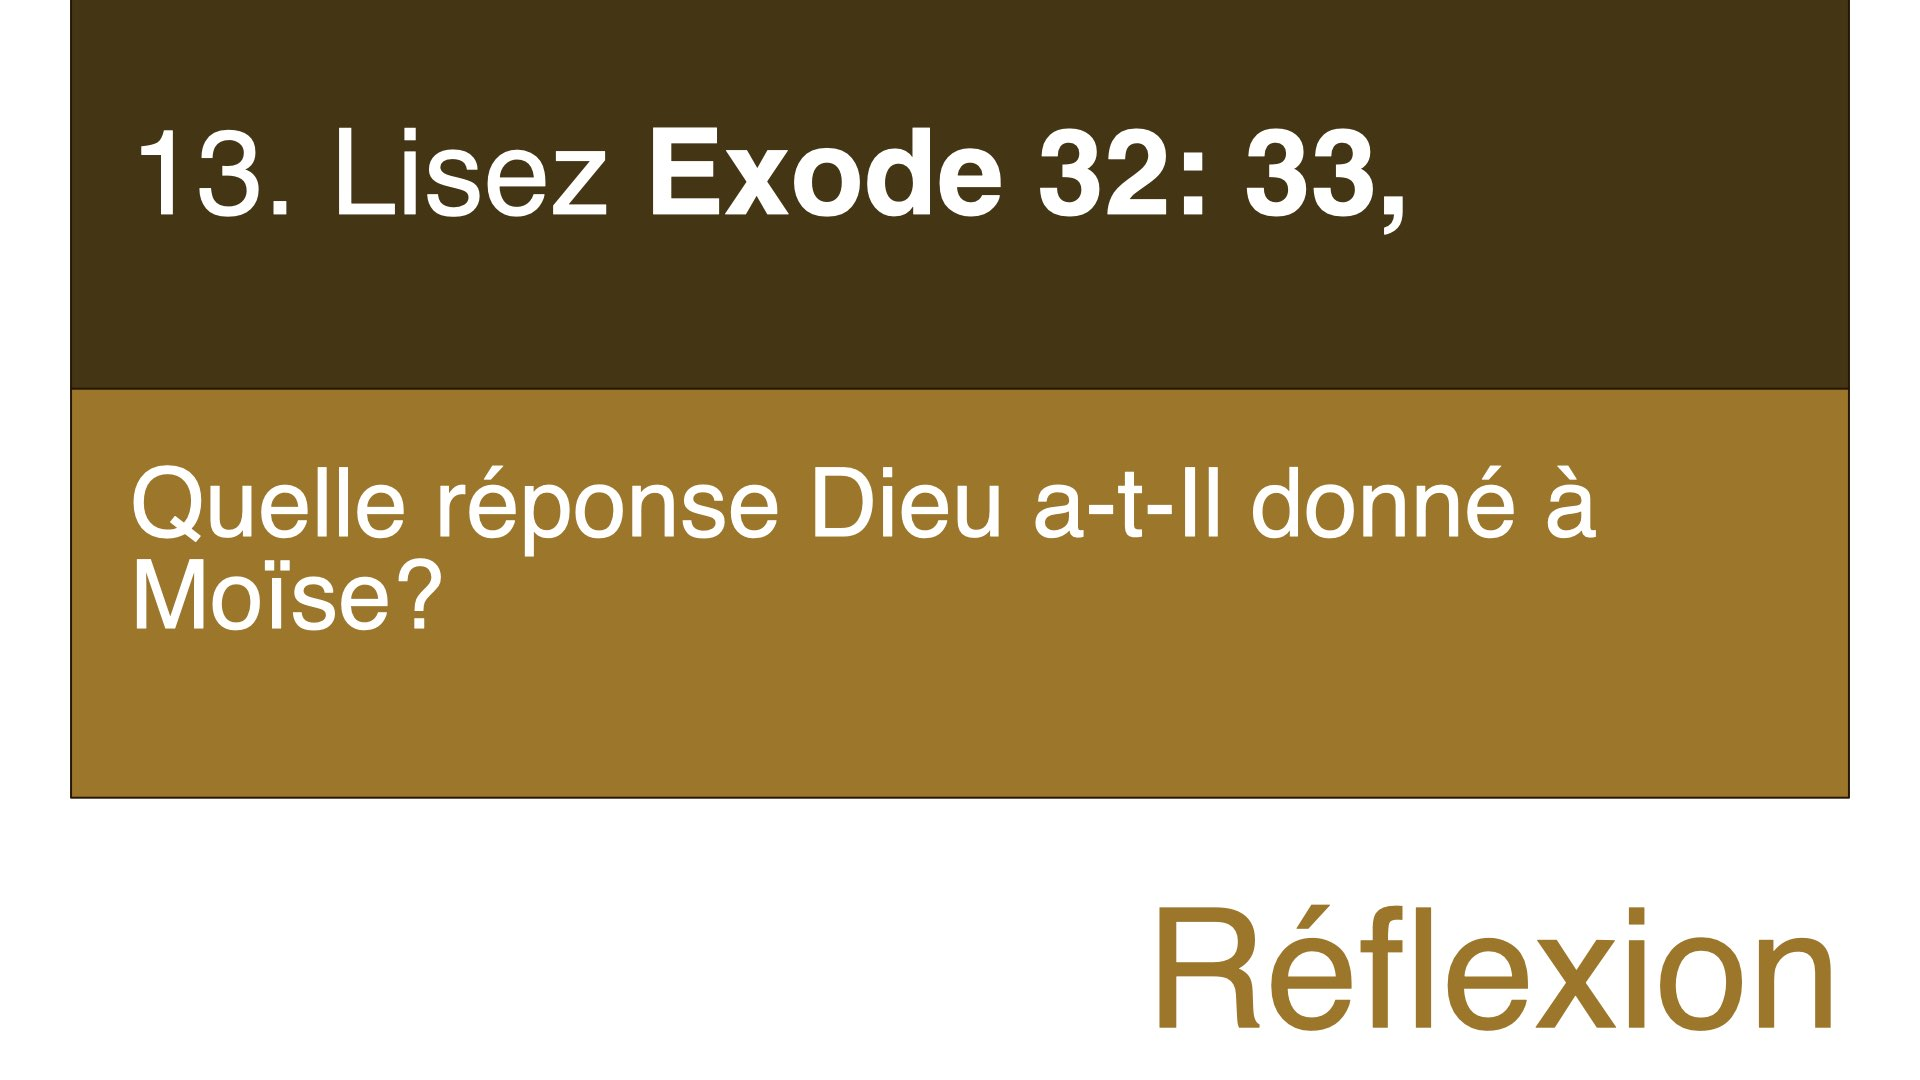 13. Lisez Exode 32: 33,
Quelle réponse Dieu a-t-Il donné à
Moïse?
Réflexion